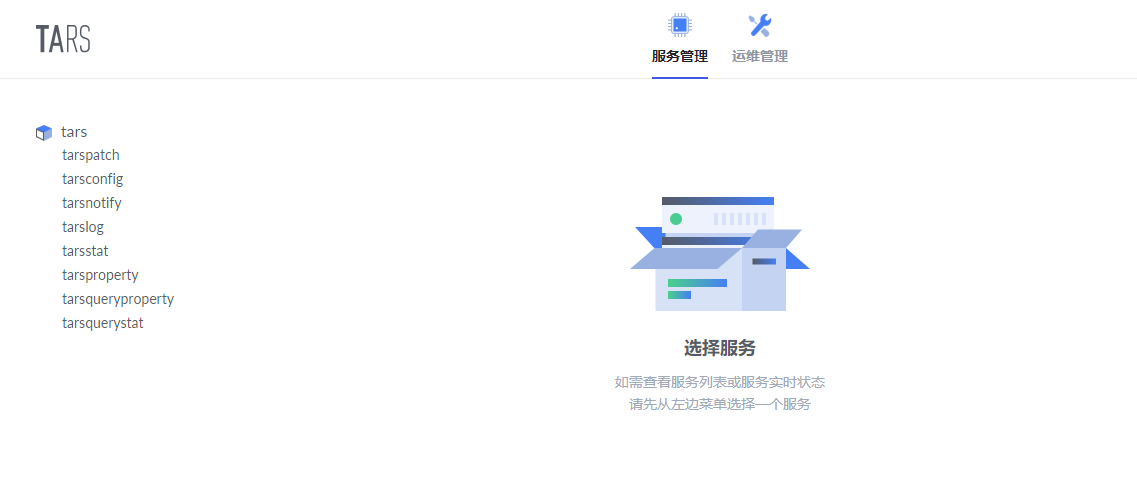 TARS
服务管理
运维管理
tars
tarspatch
tarsconfig
tarsnotify
tarslog
tarsstat
tarsproperty
tarsqueryproperty
tarsquerystat
选择服务
如需查看服务列表或服务实时状态
请先从左边菜单选择一个服务